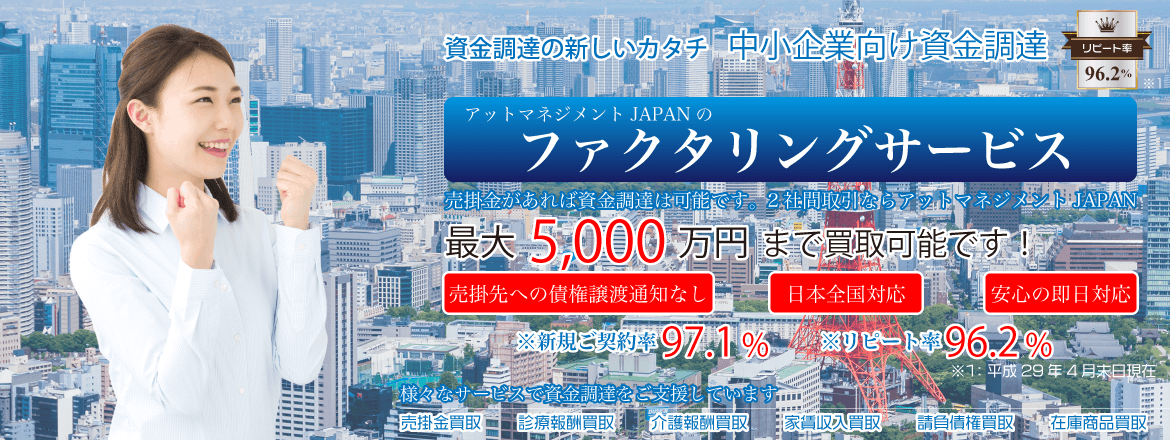 資金調達の新しいカタチ 中小企業向け資金調達
リピート率
96.2%
※1
アットマネジメント JAPAN の
ファクタリングサービス
売掛金があれば資金調達は可能です。2社間取引ならアットマネジメント JAPAN
最大 5,000 万円 まで買取可能です!
売掛先への債権譲渡通知なし 日本全国対応 安心の即日対応
※新規ご契約率 97.1% ※リピート率 96.2%
※1: 平成29年4月末日現在
様々なサービスで資金調達をご支援しています
売掛金買取 診療報酬買取 介護報酬買取 家賃収入買取 請負債権買取 在庫商品買取